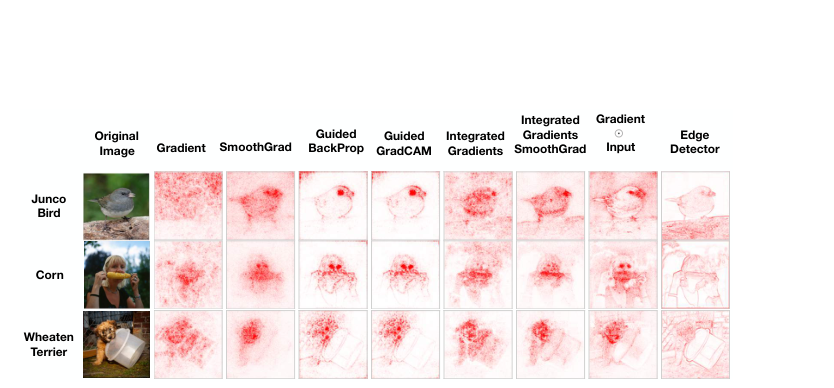 Original
Image
Gradient
SmoothGrad
Guided
BackProp
Guided
GradCAM
Integrated
Gradients
Integrated
Gradients
SmoothGrad
Gradient
⊙
Input
Edge
Detector
Junco
Bird
Corn
Wheaten
Terrier